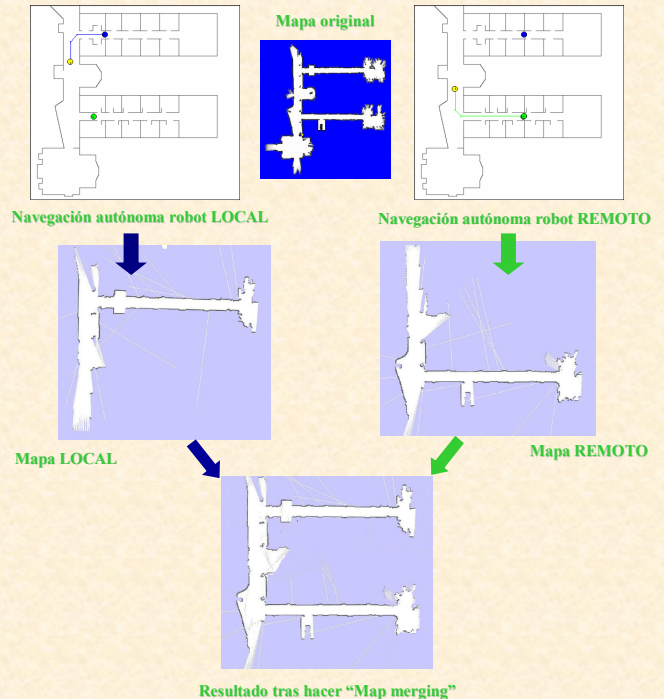 Mapa original
Navegación autónoma robot LOCAL
Navegación autónoma robot REMOTO
Mapa LOCAL
Mapa REMOTO
Resultado tras hacer “Map merging”